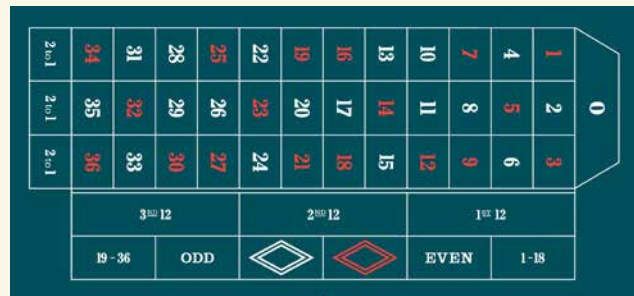 2 to 1 34 31 28 25 22 19 16 13 10 7 4 1
0
2 to 1 35 32 29 26 23 20 17 14 11 8 5 2
2 to 1 36 33 30 27 24 21 18 15 12 9 6 3
3RD 12 2ND 12 1ST 12
19 - 36 ODD EVEN 1 - 18